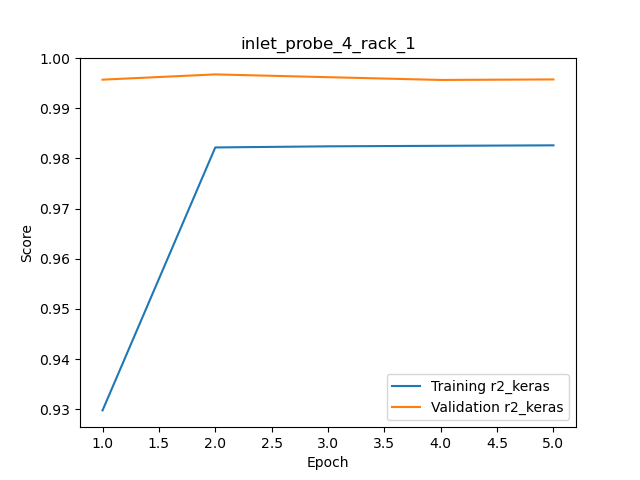 inlet_probe_4_rack_1
1.00
0.99
0.98
0.97
0.96
0.95
0.94
0.93
Score
Training r2_keras
Validation r2_keras
1.0 1.5 2.0 2.5 3.0 3.5 4.0 4.5 5.0
Epoch